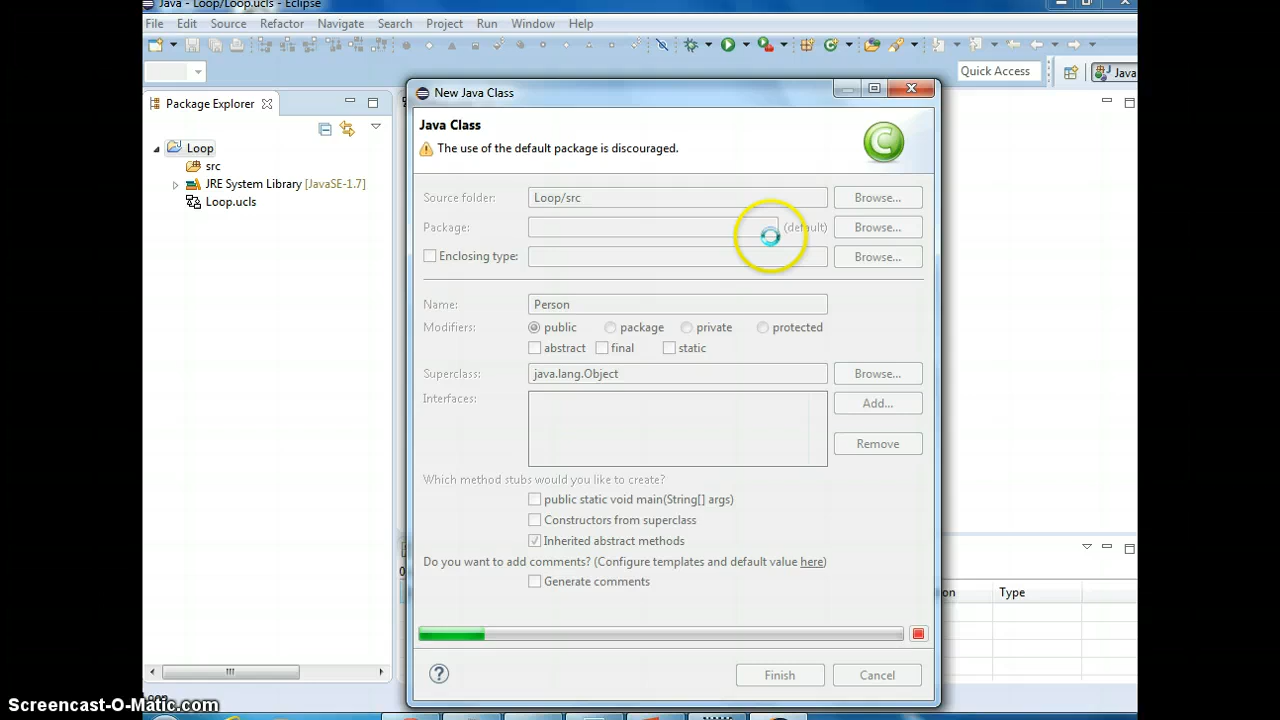 Java - Loop/Loop.ucls - Eclipse
File Edit Source Refactor Navigate Search Project Run Window Help
Quick Access
Java
Package Explorer
Loop
src
JRE System Library [JavaSE-1.7]
Loop.ucls
New Java Class
Java Class
The use of the default package is discouraged.
Source folder: Loop/src Browse...
Package: (default) Browse...
Enclosing type: Browse...
Name: Person
Modifiers: public package private protected
abstract final static
Superclass: java.lang.Object Browse...
Interfaces: Add...
Remove
Which method stubs would you like to create?
public static void main(String[] args)
Constructors from superclass
Inherited abstract methods
Do you want to add comments? (Configure templates and default value here)
Generate comments
Finish Cancel
on Type
0
Screencast-O-Matic.com